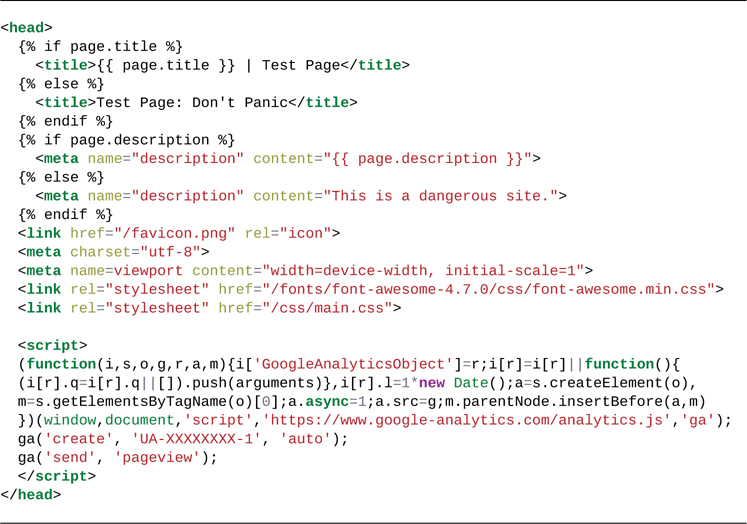 <head>
  {% if page.title %}
    <title>{{ page.title }} | Test Page</title>
  {% else %}
    <title>Test Page: Don't Panic</title>
  {% endif %}
  {% if page.description %}
    <meta name="description" content="{{ page.description }}">
  {% else %}
    <meta name="description" content="This is a dangerous site.">
  {% endif %}
  <link href="/favicon.png" rel="icon">
  <meta charset="utf-8">
  <meta name=viewport content="width=device-width, initial-scale=1">
  <link rel="stylesheet" href="/fonts/font-awesome-4.7.0/css/font-awesome.min.css">
  <link rel="stylesheet" href="/css/main.css">

  <script>
  (function(i,s,o,g,r,a,m){i['GoogleAnalyticsObject']=r;i[r]=i[r]||function(){
  (i[r].q=i[r].q||[]).push(arguments)},i[r].l=1*new Date();a=s.createElement(o),
  m=s.getElementsByTagName(o)[0];a.async=1;a.src=g;m.parentNode.insertBefore(a,m)
  })(window,document,'script','https://www.google-analytics.com/analytics.js','ga');
  ga('create', 'UA-XXXXXXXX-1', 'auto');
  ga('send', 'pageview');
  </script>
</head>